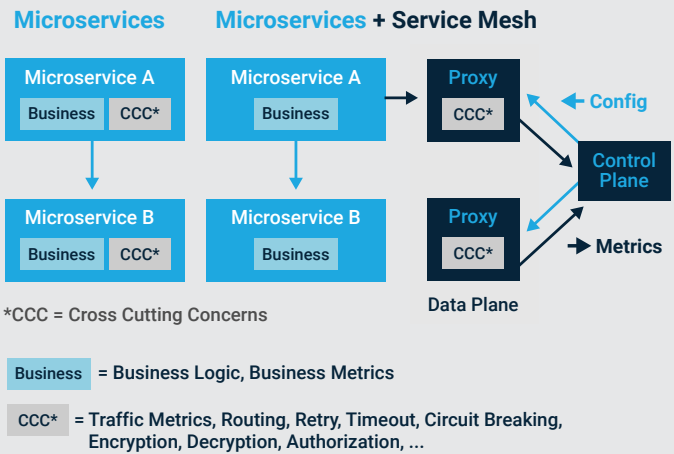 Microservices
Microservices + Service Mesh
Microservice A
Business CCC*
Microservice B
Business CCC*
Microservice A
Business
Microservice B
Business
Proxy
CCC*
Proxy
CCC*
Data Plane
Config
Control
Plane
Metrics
*CCC = Cross Cutting Concerns
Business = Business Logic, Business Metrics
CCC* = Traffic Metrics, Routing, Retry, Timeout, Circuit Breaking,
Encryption, Decryption, Authorization, ...